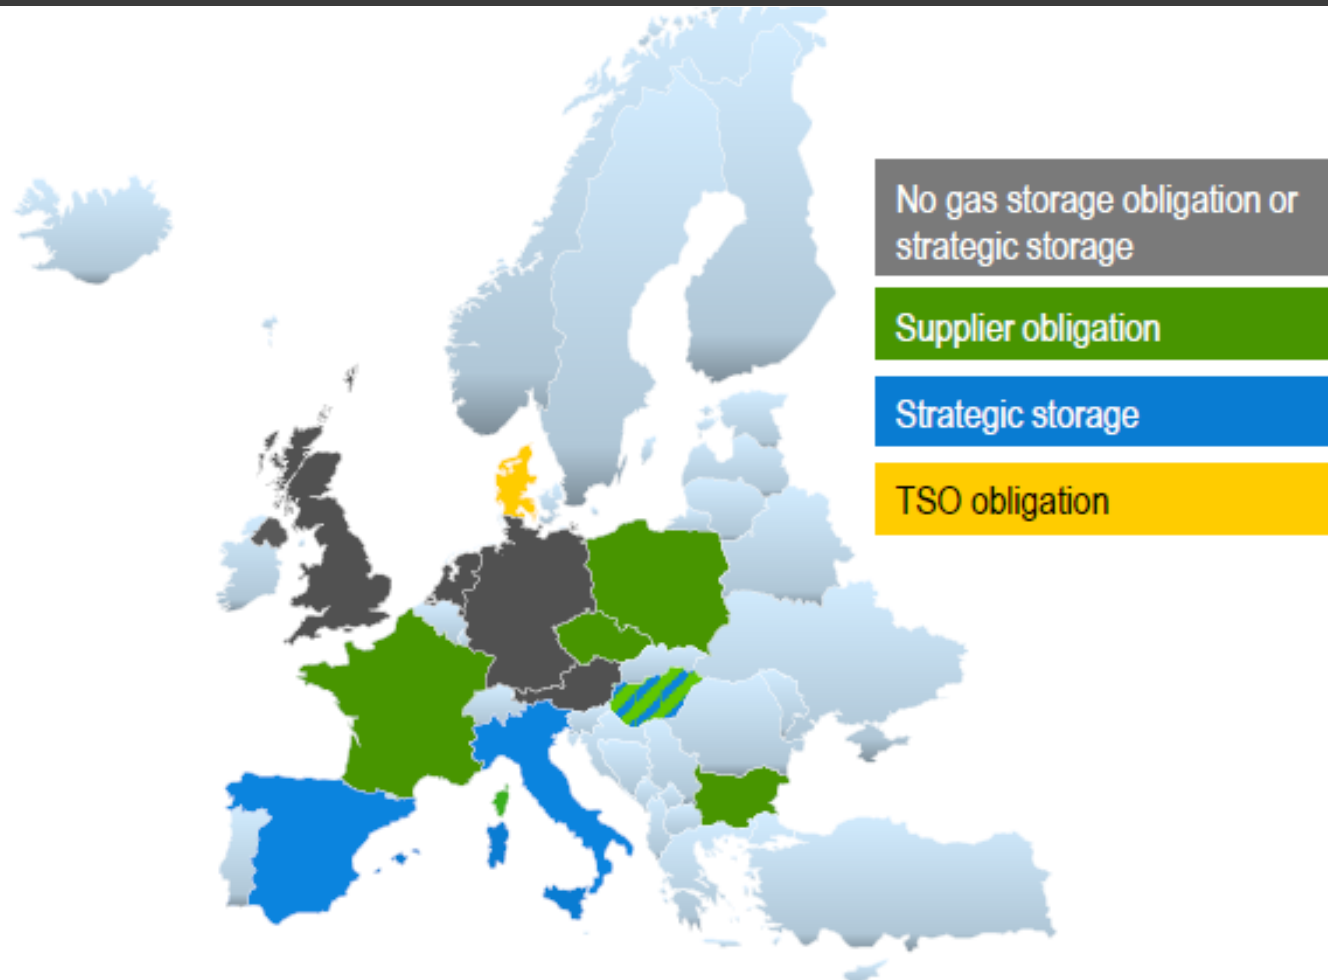 No gas storage obligation or
strategic storage
Supplier obligation
Strategic storage
TSO obligation